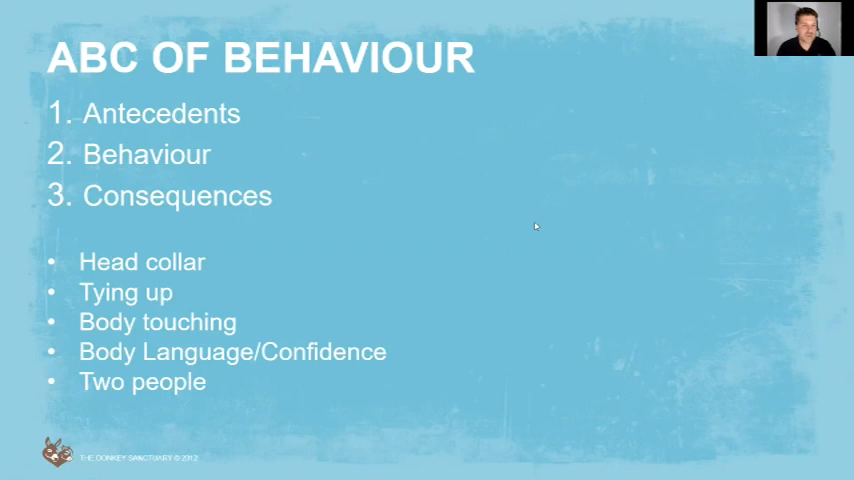 ABC OF BEHAVIOUR
1. Antecedents
2. Behaviour
3. Consequences
• Head collar
• Tying up
• Body touching
• Body Language/Confidence
• Two people
THE DONKEY SANCTUARY © 2012